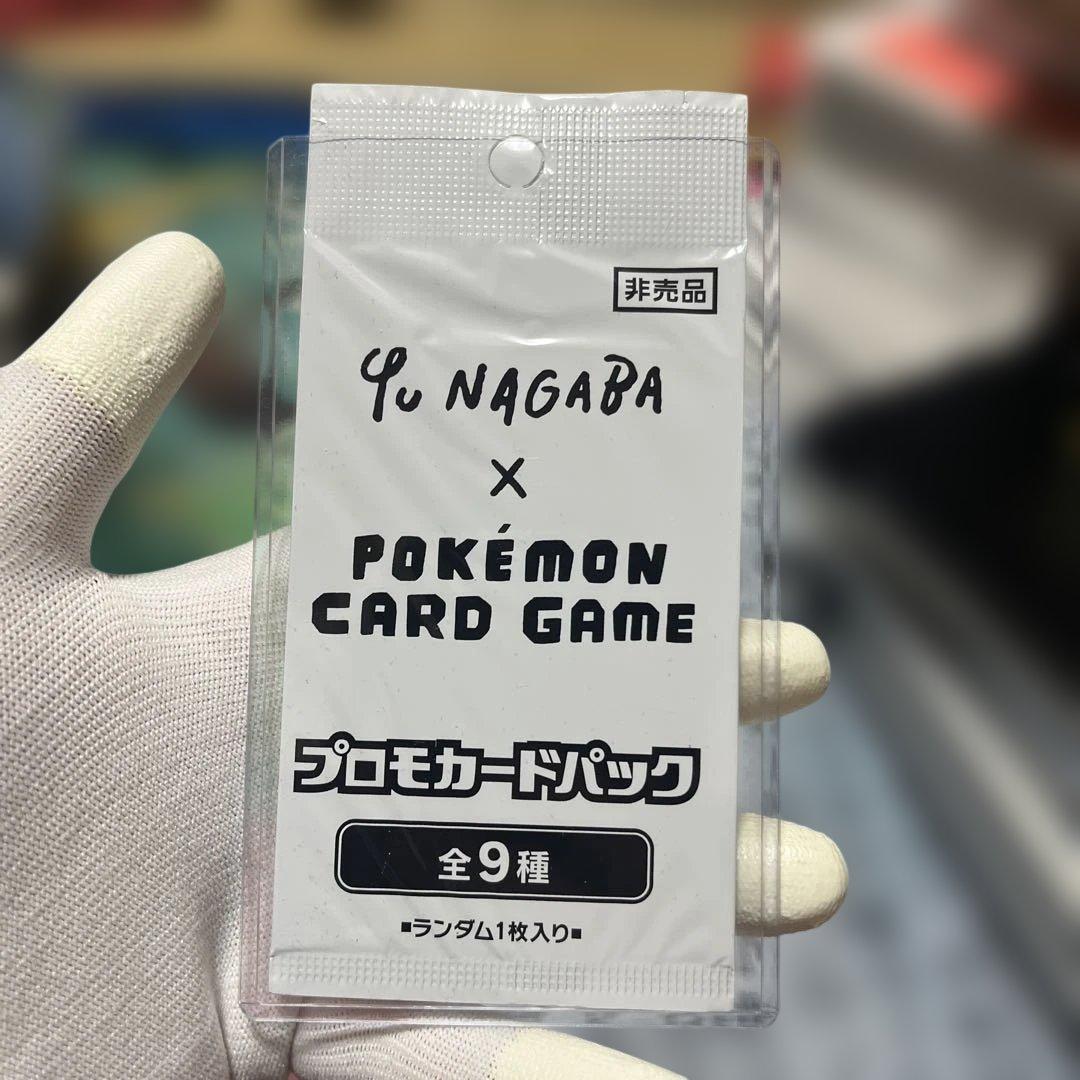 非売品
Yu NAGABA
×
POKÉMON
CARD GAME
プロモカードパック
全9種
■ランダム1枚入り■